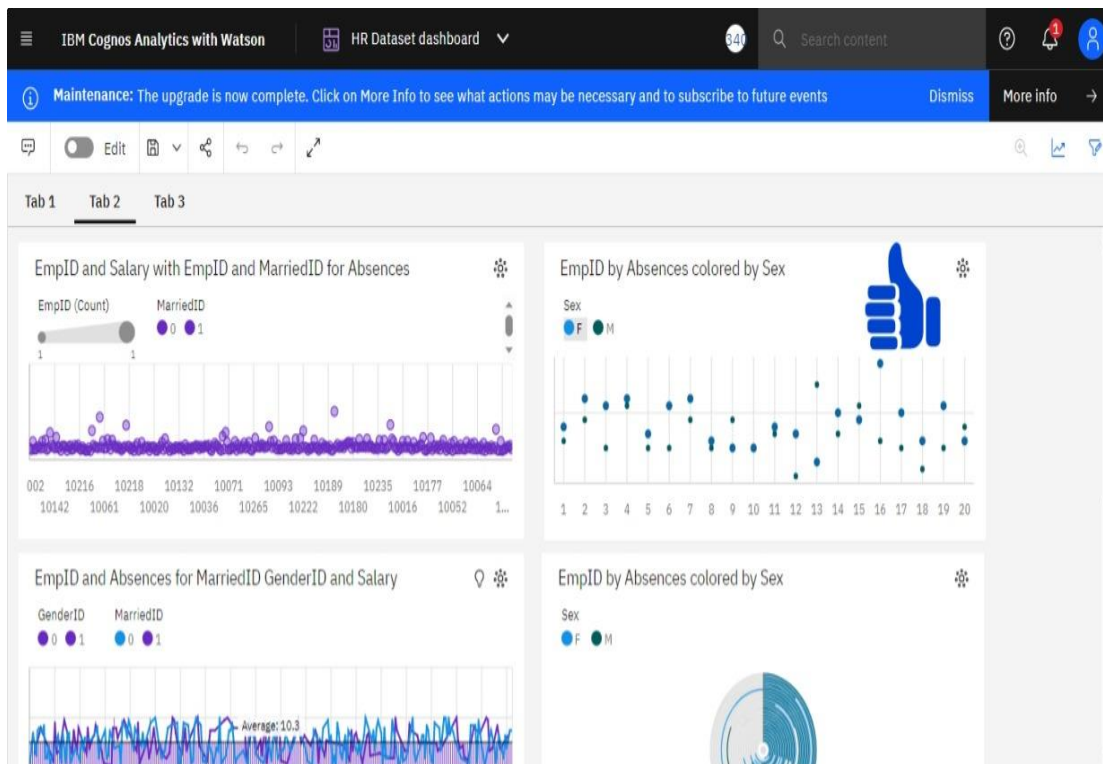 IBM Cognos Analytics with Watson
HR Dataset dashboard
340
Search content
1
Maintenance: The upgrade is now complete. Click on More Info to see what actions may be necessary and to subscribe to future events
Dismiss
More info
Edit
Tab 1 Tab 2 Tab 3
EmpID and Salary with EmpID and MarriedID for Absences
EmpID (Count) MarriedID
0 1
1 1
002 10216 10218 10132 10071 10093 10189 10235 10177 10064
10142 10061 10020 10036 10265 10222 10180 10016 10052 1...
EmpID by Absences colored by Sex
Sex
F M
1 2 3 4 5 6 7 8 9 10 11 12 13 14 15 16 17 18 19 20
EmpID and Absences for MarriedID GenderID and Salary
GenderID MarriedID
0 1 0 1
Average: 10.3
EmpID by Absences colored by Sex
Sex
F M